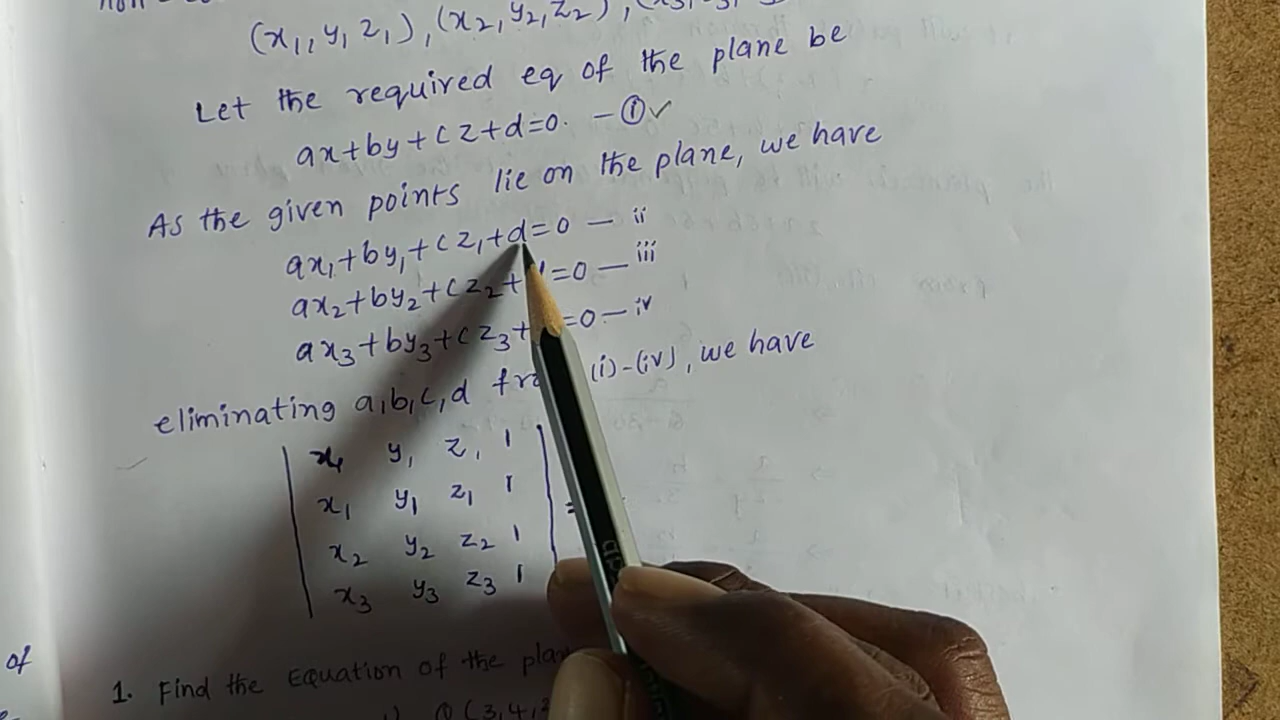 (x₁, y₁ z₁), (x₂, y₂, z₂),
Let the required eq of the plane be
ax+by+cz+d=0. — ① ✓
As the given points lie on the plane, we have
ax₁+by₁+cz₁+d=0 — ii
ax₂+by₂+cz₂+ =0 — iii
ax₃+by₃+cz₃+ =0 — iv
eliminating a,b,c,d (i)-(iv), we have
x y, z, 1
x₁ y₁ z₁ 1
x₂ y₂ z₂ 1
x₃ y₃ z₃ 1
of
1. Find the Equation of the
(3,4,